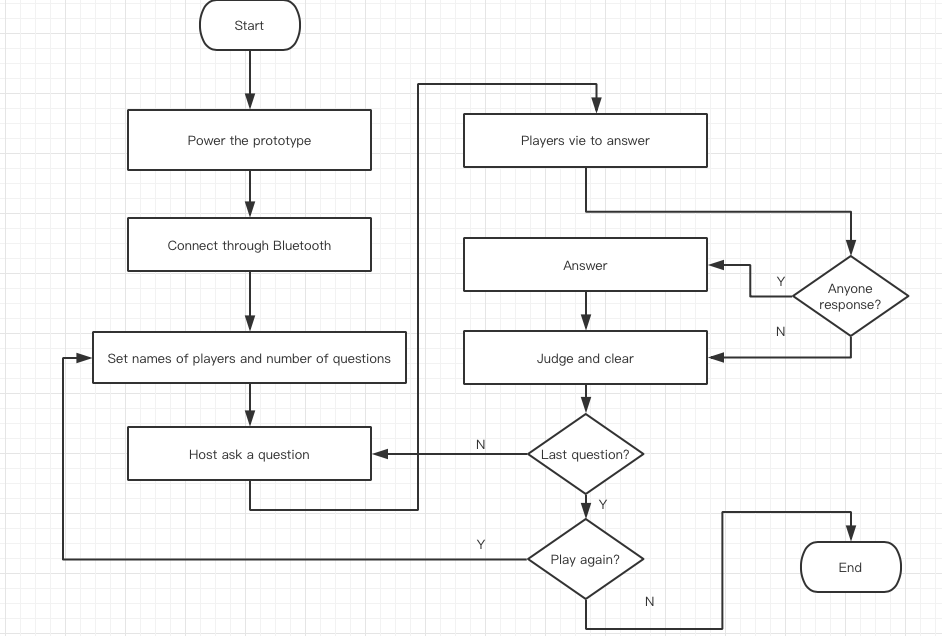 Start
Power the prototype
Connect through Bluetooth
Set names of players and number of questions
Host ask a question
Players vie to answer
Anyone
response?
Y
N
Answer
Judge and clear
Last question?
N
Y
Play again?
Y
N
End